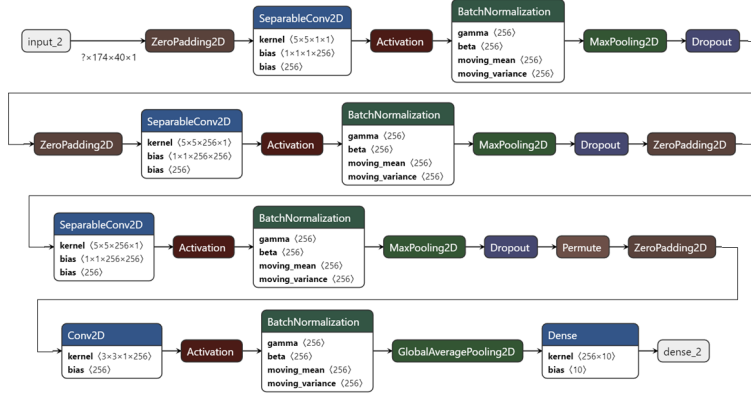 input_2
?×174×40×1
ZeroPadding2D
SeparableConv2D
kernel ⟨5×5×1×1⟩
bias ⟨1×1×1×256⟩
bias ⟨256⟩
Activation
BatchNormalization
gamma ⟨256⟩
beta ⟨256⟩
moving_mean ⟨256⟩
moving_variance ⟨256⟩
MaxPooling2D
Dropout
ZeroPadding2D
SeparableConv2D
kernel ⟨5×5×256×1⟩
bias ⟨1×1×256×256⟩
bias ⟨256⟩
Activation
BatchNormalization
gamma ⟨256⟩
beta ⟨256⟩
moving_mean ⟨256⟩
moving_variance ⟨256⟩
MaxPooling2D
Dropout
ZeroPadding2D
SeparableConv2D
kernel ⟨5×5×256×1⟩
bias ⟨1×1×256×256⟩
bias ⟨256⟩
Activation
BatchNormalization
gamma ⟨256⟩
beta ⟨256⟩
moving_mean ⟨256⟩
moving_variance ⟨256⟩
MaxPooling2D
Dropout
Permute
ZeroPadding2D
Conv2D
kernel ⟨3×3×1×256⟩
bias ⟨256⟩
Activation
BatchNormalization
gamma ⟨256⟩
beta ⟨256⟩
moving_mean ⟨256⟩
moving_variance ⟨256⟩
GlobalAveragePooling2D
Dense
kernel ⟨256×10⟩
bias ⟨10⟩
dense_2